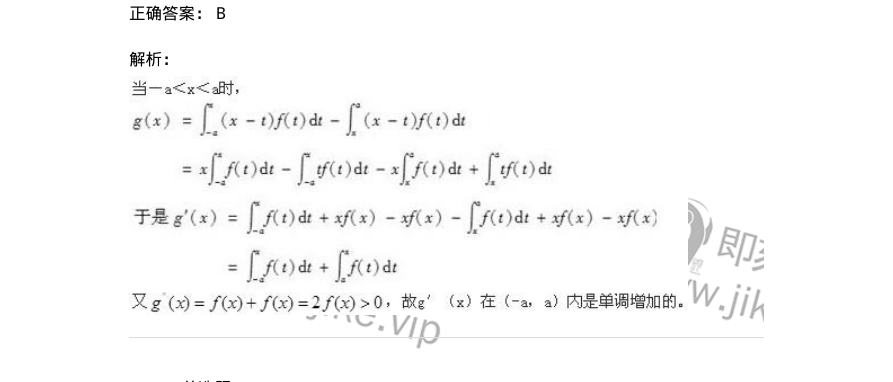 正确答案： B
解析：
当－a＜x＜a时，
g(x) = ∫_{-a}^{x} (x − t)f(t)dt − ∫_{x}^{a} (x − t)f(t)dt
= x∫_{-a}^{x} f(t)dt − ∫_{-a}^{x} tf(t)dt − x∫_{x}^{a} f(t)dt + ∫_{x}^{a} tf(t)dt
于是 g′(x) = ∫_{-a}^{x} f(t)dt + xf(x) − xf(x) − ∫_{x}^{a} f(t)dt + xf(x) − xf(x)
= ∫_{-a}^{x} f(t)dt + ∫_{a}^{x} f(t)dt
又 g″(x) = f(x) + f(x) = 2f(x) > 0，故g′（x）在（-a，a）内是单调增加的。